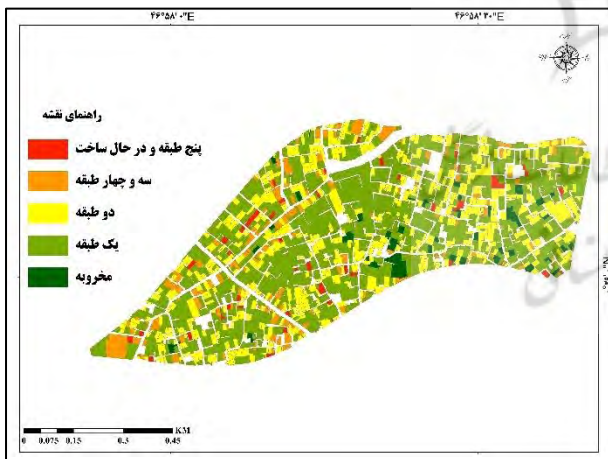 ۴۶°۵۸'۰"E ۴۶°۵۸'۳۰"E
راهنمای نقشه
پنج طبقه و در حال ساخت
سه و چهار طبقه
دو طبقه
یک طبقه
مخروبه
KM
0 0.075 0.15 0.3 0.45